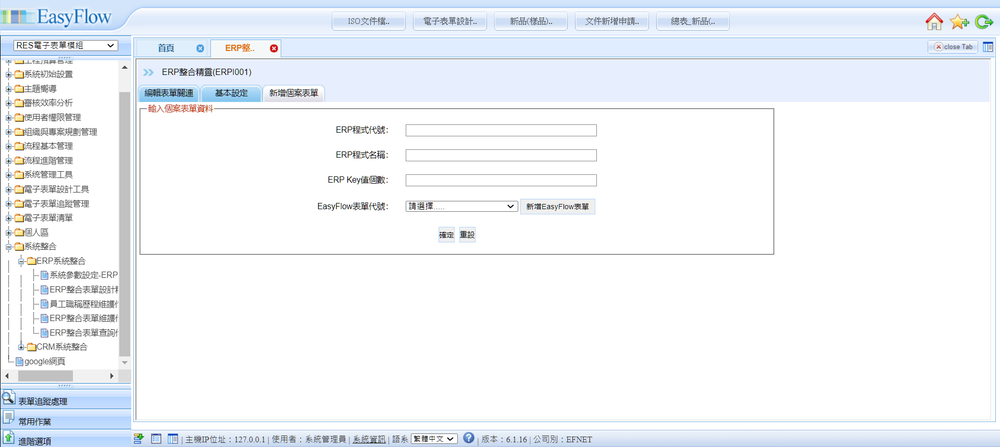 EasyFlow
ISO文件檔..
電子表單設計..
新品(樣品)..
文件新增申請..
總表_新品(..
RES電子表單模組
首頁
ERP整..
close Tab
工程預算管理
系統初始設置
主題嚮導
審核效率分析
使用者權限管理
組織與專案規劃管理
流程基本管理
流程進階管理
系統管理工具
電子表單設計工具
電子表單追蹤管理
電子表單清單
個人區
系統整合
ERP系統整合
系統參數設定-ERP
ERP整合表單設計
員工職稱歷程維護
ERP整合表單維護
ERP整合表單查詢
CRM系統整合
google網頁
表單追蹤處理
常用作業
進階選項
ERP整合精靈(ERPI001)
編輯表單關連
基本設定
新增個案表單
輸入個案表單資料
ERP程式代號:
ERP程式名稱:
ERP Key值個數:
EasyFlow表單代號:
請選擇.....
新增EasyFlow表單
確定
重設
| 主機IP位址：127.0.0.1 | 使用者：系統管理員 | 系統資訊 | 語系 繁體中文 | 版本：6.1.16 | 公司別：EFNET